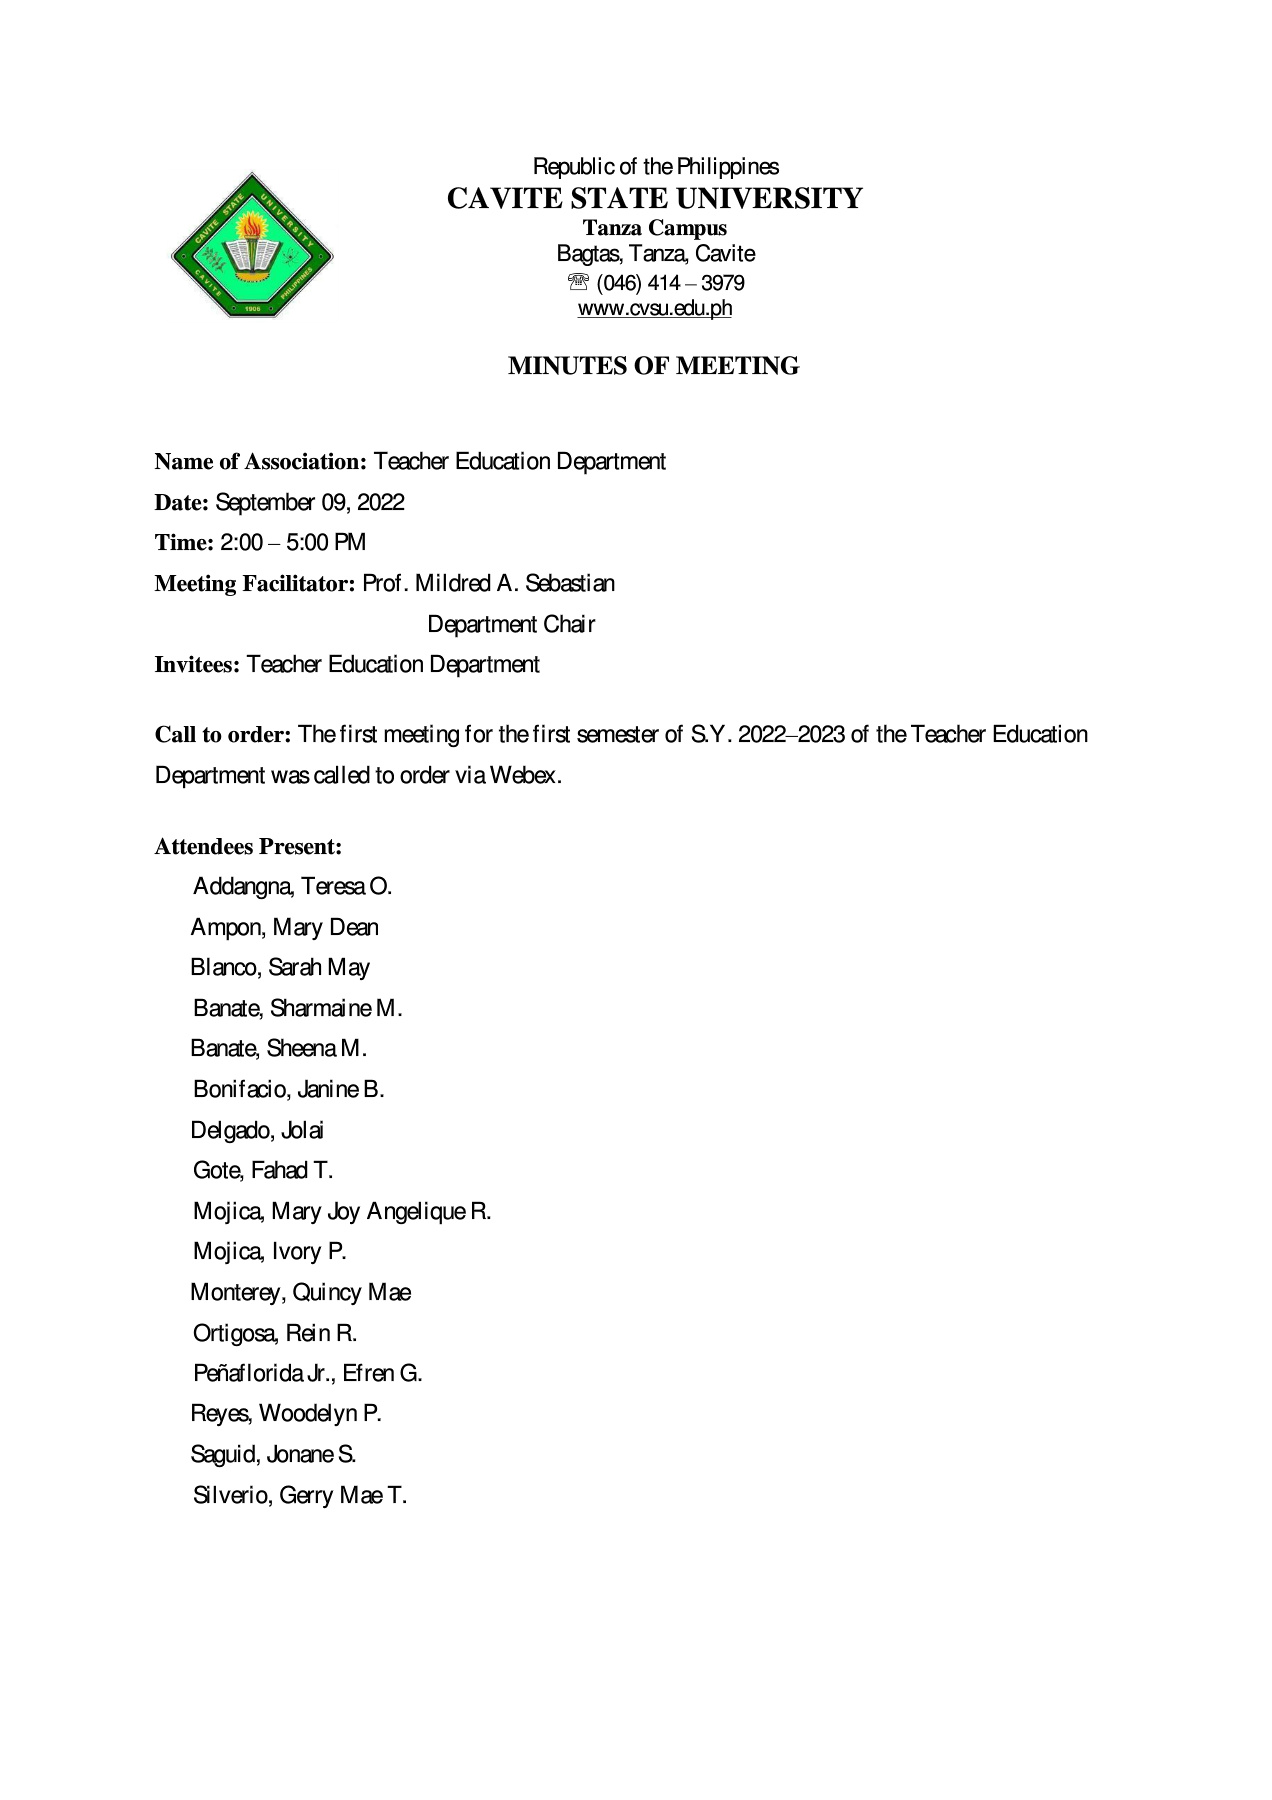 Republic of the Philippines
CAVITE STATE UNIVERSITY
Tanza Campus
Bagtas, Tanza, Cavite
☏ (046) 414 – 3979
www.cvsu.edu.ph
CAVITE STATE UNIVERSITY
CAVITE PHILIPPINES
1906
MINUTES OF MEETING
Name of Association: Teacher Education Department
Date: September 09, 2022
Time: 2:00 – 5:00 PM
Meeting Facilitator: Prof. Mildred A. Sebastian
Department Chair
Invitees: Teacher Education Department
Call to order: The first meeting for the first semester of S.Y. 2022–2023 of the Teacher Education
Department was called to order via Webex.
Attendees Present:
Addangna, Teresa O.
Ampon, Mary Dean
Blanco, Sarah May
Banate, Sharmaine M.
Banate, Sheena M.
Bonifacio, Janine B.
Delgado, Jolai
Gote, Fahad T.
Mojica, Mary Joy Angelique R.
Mojica, Ivory P.
Monterey, Quincy Mae
Ortigosa, Rein R.
Peñaflorida Jr., Efren G.
Reyes, Woodelyn P.
Saguid, Jonane S.
Silverio, Gerry Mae T.